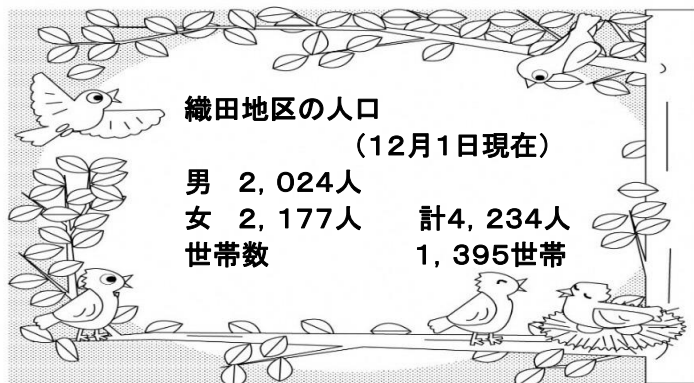 織田地区の人口
（１２月１日現在）
男　２，０２４人
女　２，１７７人　　計４，２３４人
世帯数　　　　　１，３９５世帯